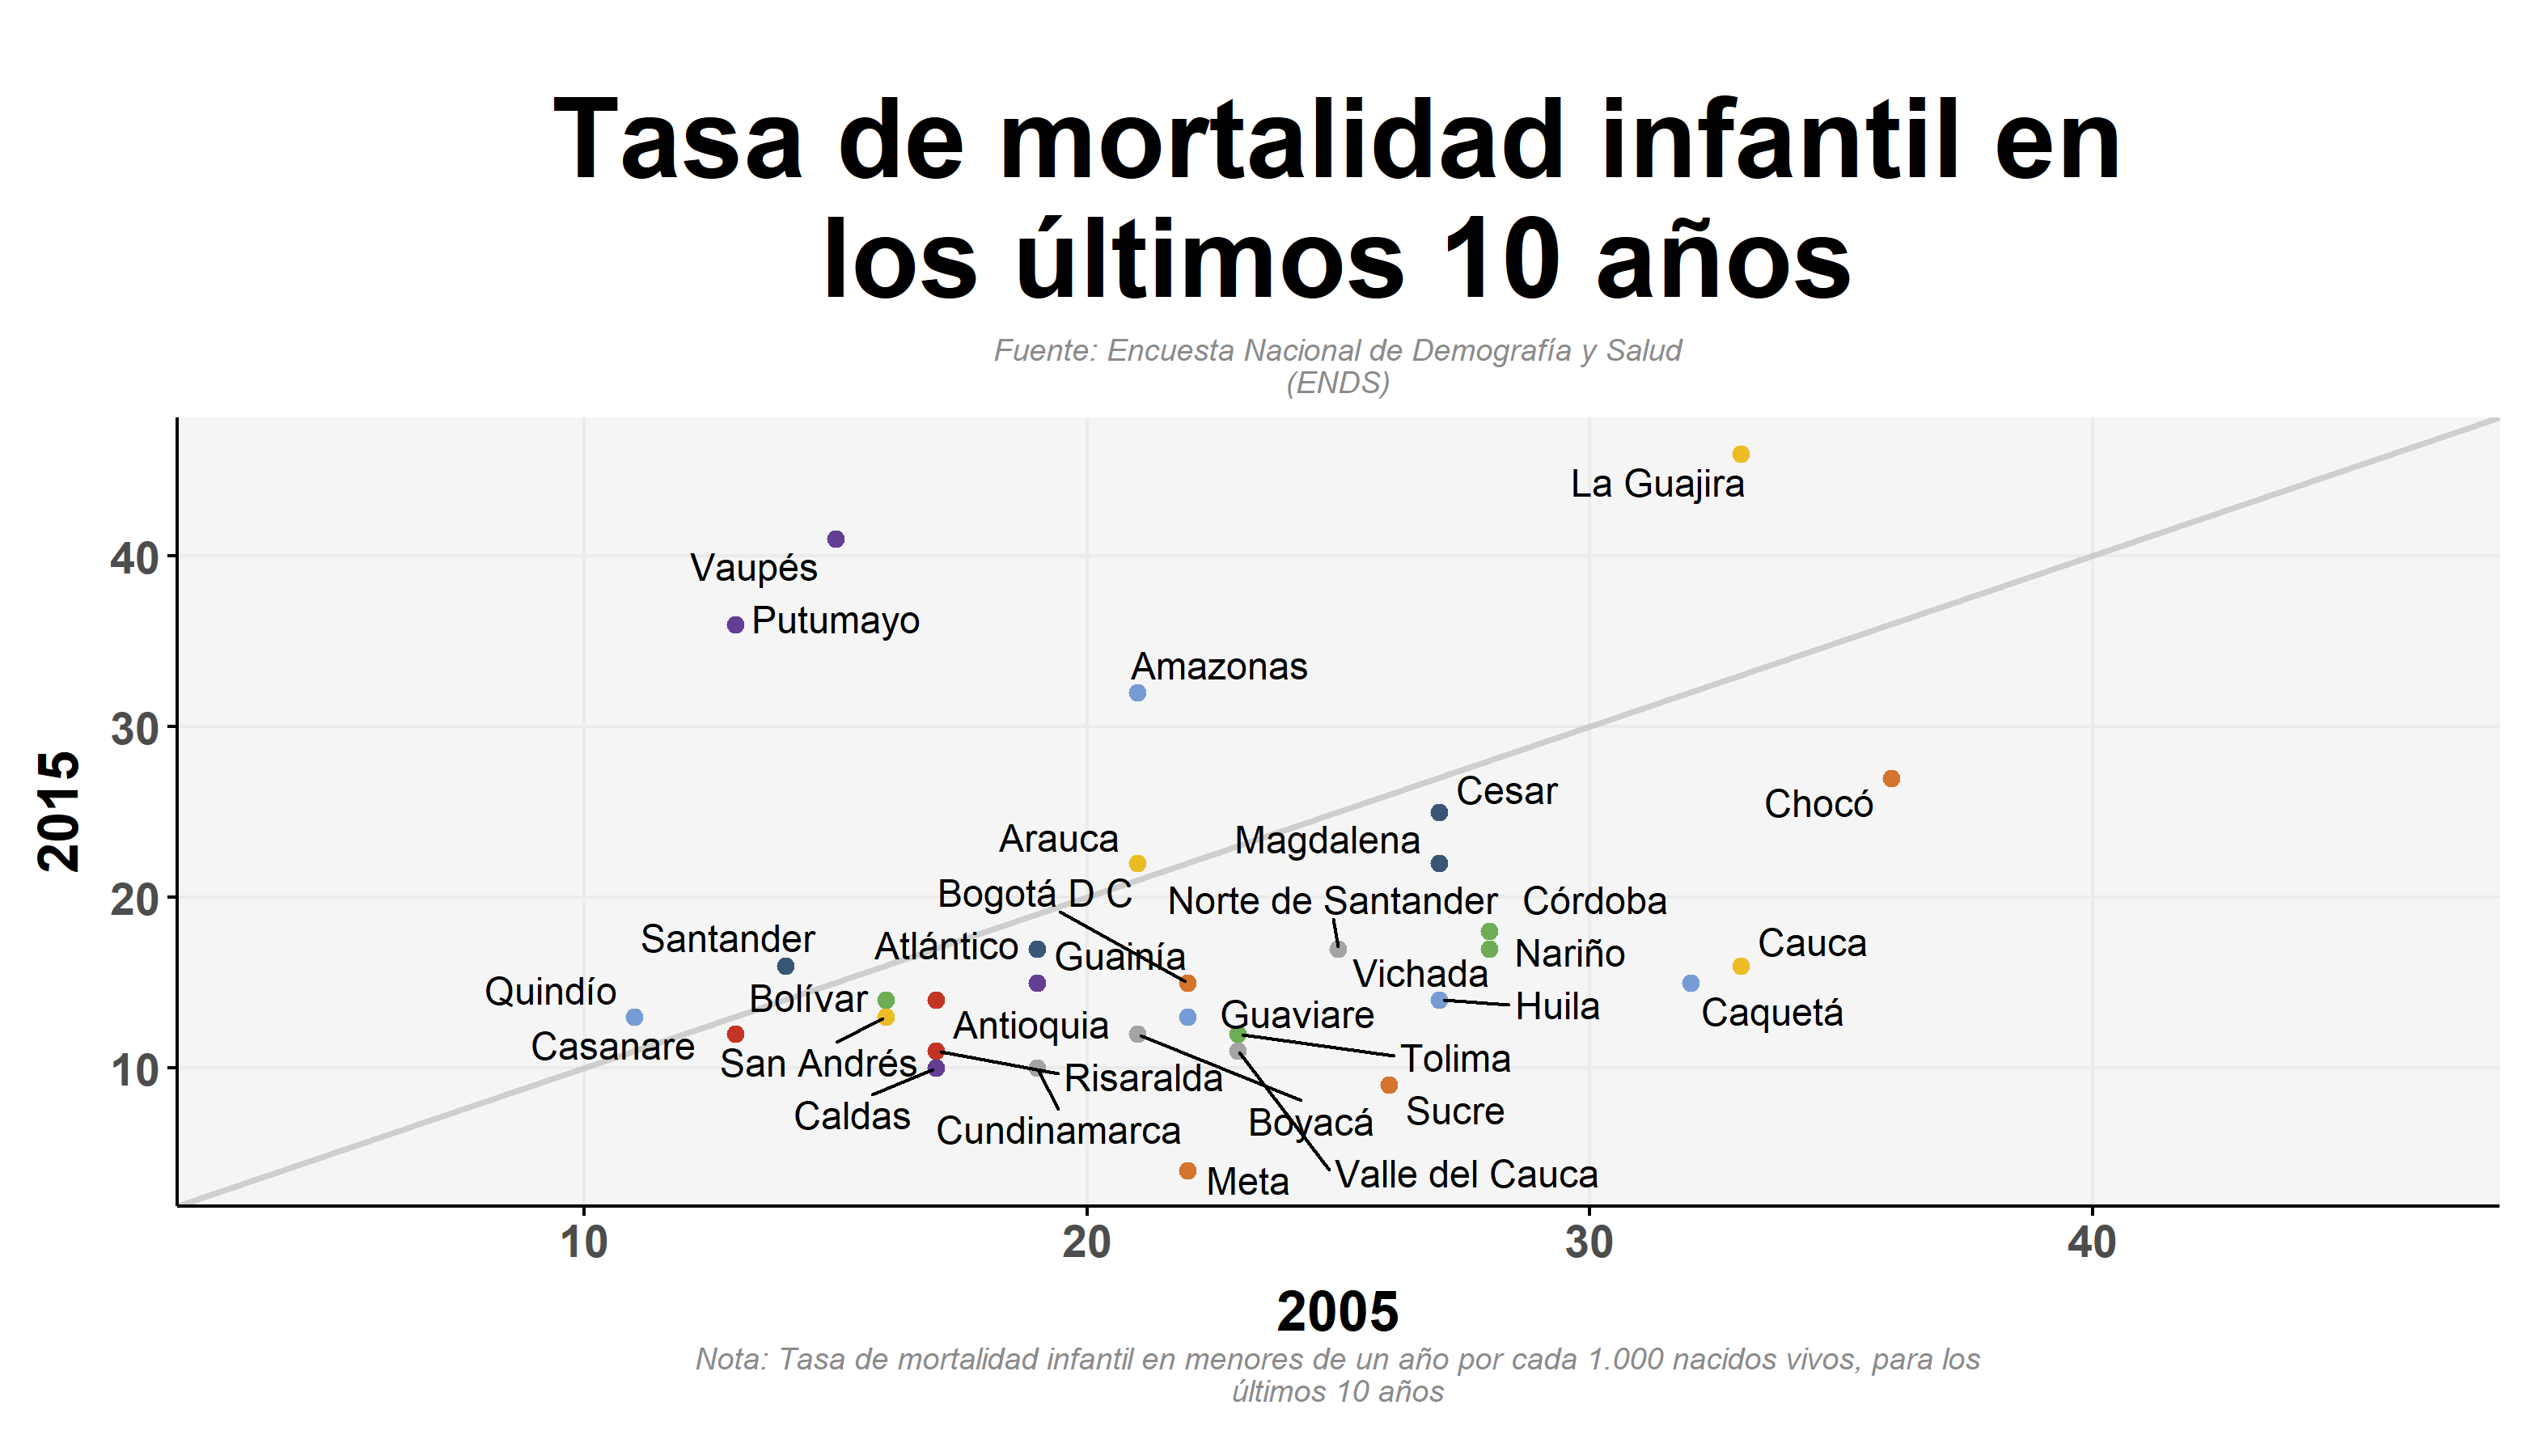 Tasa de mortalidad infantil en
los últimos 10 años
Fuente: Encuesta Nacional de Demografía y Salud
(ENDS)
La Guajira
40
Vaupés
Putumayo
Amazonas
30
2015
Cesar
Chocó
Arauca
Magdalena
20
Bogotá D C
Norte de Santander
Córdoba
Santander
Atlántico
Guainía
Nariño
Cauca
Vichada
Quindío
Bolívar
Huila
Caquetá
Antioquia
Guaviare
Casanare
San Andrés
Tolima
10
Risaralda
Caldas
Cundinamarca
Boyacá
Sucre
Meta
Valle del Cauca
10
20
30
40
2005
Nota: Tasa de mortalidad infantil en menores de un año por cada 1.000 nacidos vivos, para los
últimos 10 años